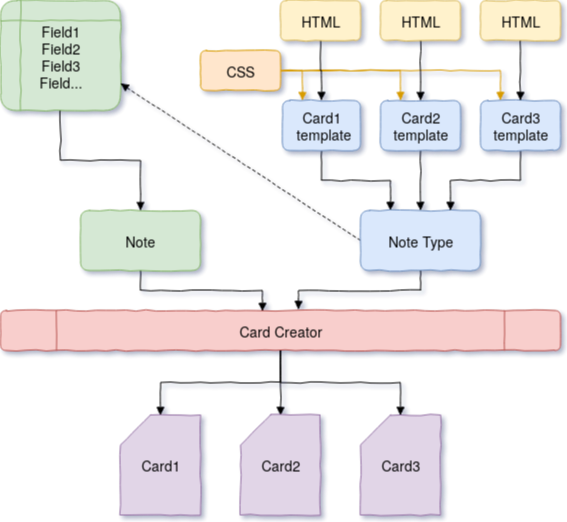 Field1
Field2
Field3
Field...
HTML
HTML
HTML
CSS
Card1
template
Card2
template
Card3
template
Note
Note Type
Card Creator
Card1
Card2
Card3